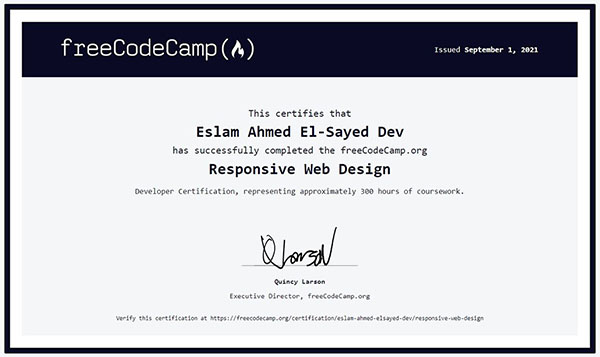 freeCodeCamp(🔥)
Issued September 1, 2021
This certifies that
Eslam Ahmed El-Sayed Dev
has successfully completed the freeCodeCamp.org
Responsive Web Design
Developer Certification, representing approximately 300 hours of coursework.
Q Larson
Quincy Larson
Executive Director, freeCodeCamp.org
Verify this certification at https://freecodecamp.org/certification/eslam-ahmed-elsayed-dev/responsive-web-design